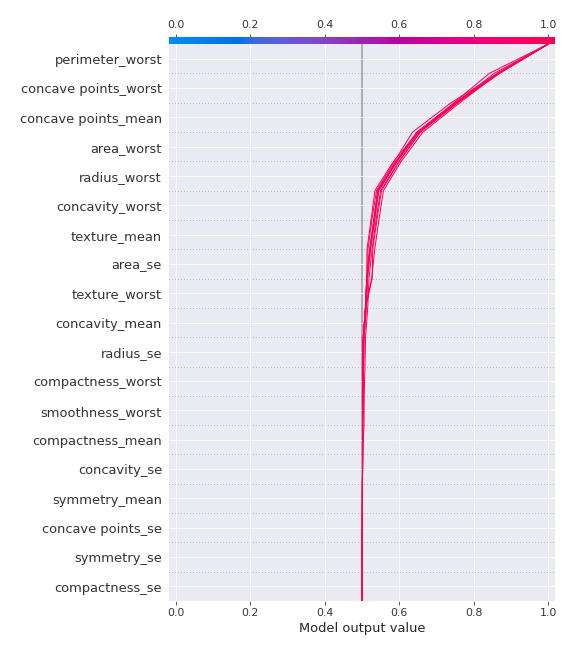 0.0 0.2 0.4 0.6 0.8 1.0
perimeter_worst
concave points_worst
concave points_mean
area_worst
radius_worst
concavity_worst
texture_mean
area_se
texture_worst
concavity_mean
radius_se
compactness_worst
smoothness_worst
compactness_mean
concavity_se
symmetry_mean
concave points_se
symmetry_se
compactness_se
0.0 0.2 0.4 0.6 0.8 1.0
Model output value